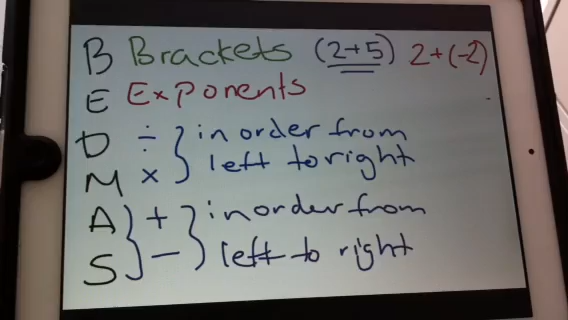 B Brackets (2+5) 2+(-2)
E Exponents
D ÷ } in order from
M × } left to right
A } + } in order from
S } − } left to right